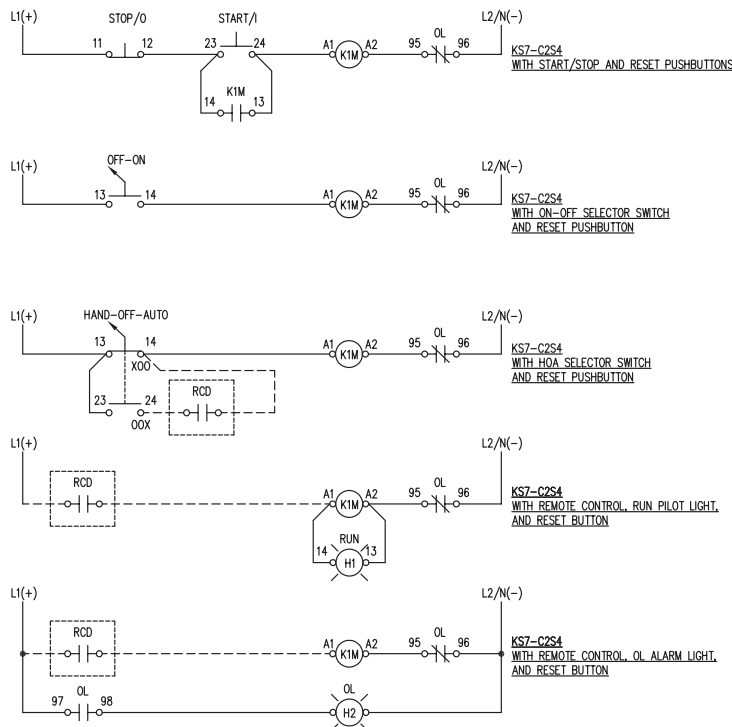 L1(+) STOP/O START/I OL L2/N(-)
11 12 23 24 A1 K1M A2 95 96
KS7-C2S4
WITH START/STOP AND RESET PUSHBUTTONS
K1M
14 13
L1(+) OFF-ON OL L2/N(-)
13 14 A1 K1M A2 95 96
KS7-C2S4
WITH ON-OFF SELECTOR SWITCH
AND RESET PUSHBUTTON
L1(+) HAND-OFF-AUTO OL L2/N(-)
13 14 A1 K1M A2 95 96
KS7-C2S4
WITH HOA SELECTOR SWITCH
AND RESET PUSHBUTTON
XOO
RCD
23 24
OOX
L1(+) L2/N(-)
RCD OL
A1 K1M A2 95 96
KS7-C2S4
WITH REMOTE CONTROL, RUN PILOT LIGHT,
AND RESET BUTTON
RUN
14 H1 13
L1(+) L2/N(-)
RCD OL
A1 K1M A2 95 96
KS7-C2S4
WITH REMOTE CONTROL, OL ALARM LIGHT,
AND RESET BUTTON
OL OL
97 98 H2